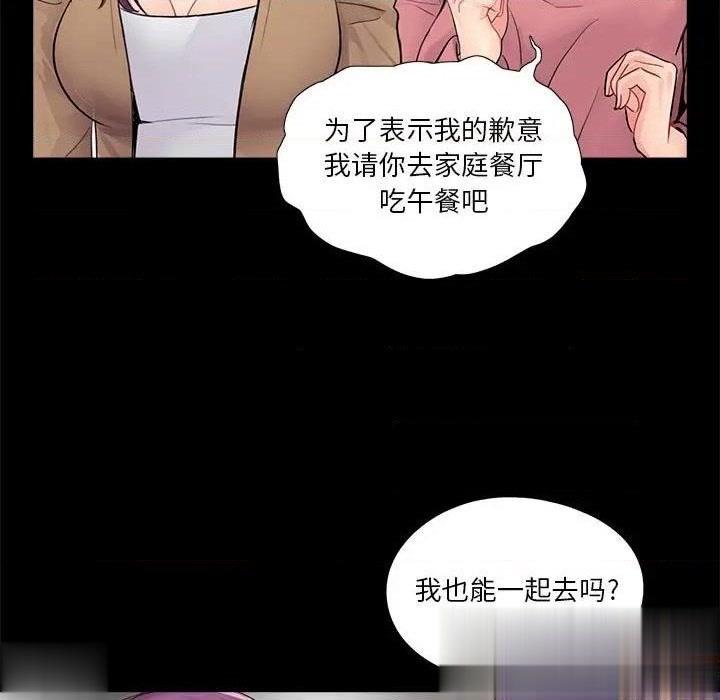 为了表示我的歉意
我请你去家庭餐厅
吃午餐吧
我也能一起去吗?